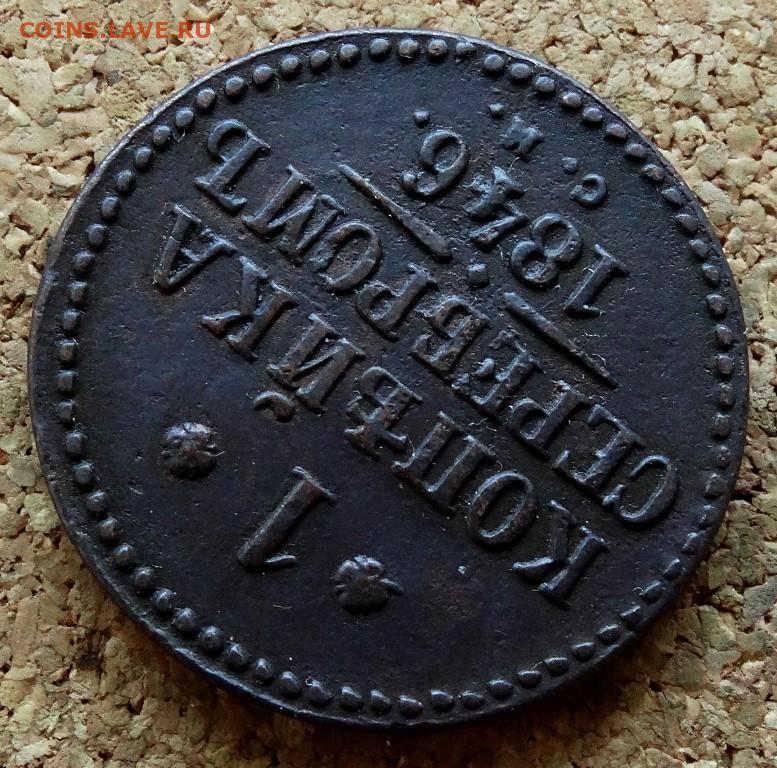 COINS.LAVE.RU
1
КОПѢЙКА
СЕРЕБРОМЪ
1846.
С. М.